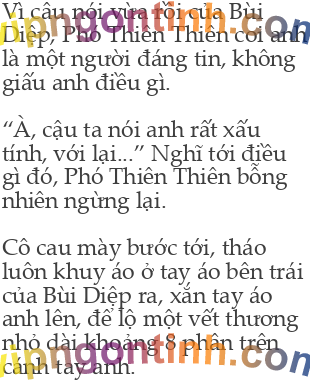 Vì câu nói vừa rồi của Bùi
Diệp, Phó Thiên Thiên coi anh
là một người đáng tin, không
giấu anh điều gì.
“À, cậu ta nói anh rất xấu
tính, với lại...” Nghĩ tới điều
gì đó, Phó Thiên Thiên bỗng
nhiên ngừng lại.
Cô cau mày bước tới, tháo
luôn khuy áo ở tay áo bên trái
của Bùi Diệp ra, xắn tay áo
anh lên, để lộ một vết thương
nhỏ dài khoảng 8 phân trên
cánh tay anh.
vipngontinh.com
vipngontinh.com